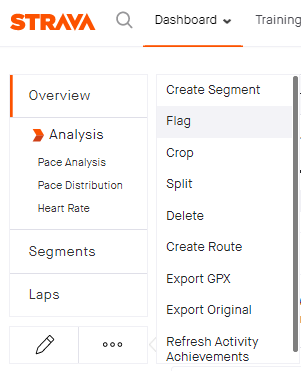 STRAVA
Dashboard
Training
Overview
Analysis
Pace Analysis
Pace Distribution
Heart Rate
Segments
Laps
Create Segment
Flag
Crop
Split
Delete
Create Route
Export GPX
Export Original
Refresh Activity
Achievements